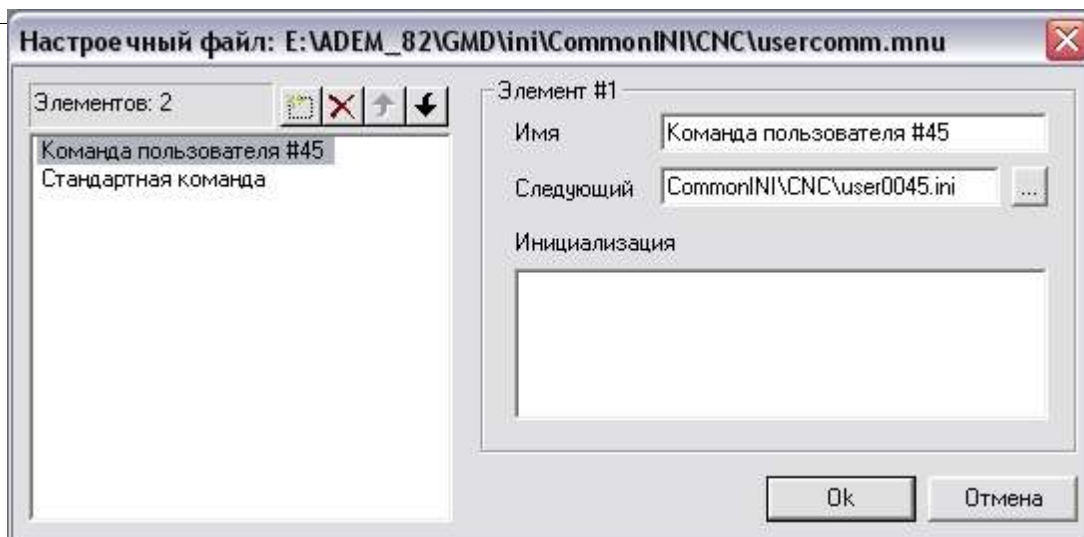 Настроечный файл: E:\ADEM_82\GMD\ini\CommonINI\CNC\usercomm.mnu
Элементов: 2
Команда пользователя #45
Стандартная команда
Элемент #1
Имя
Команда пользователя #45
Следующий
CommonINI\CNC\user0045.ini
...
Инициализация
Ok
Отмена